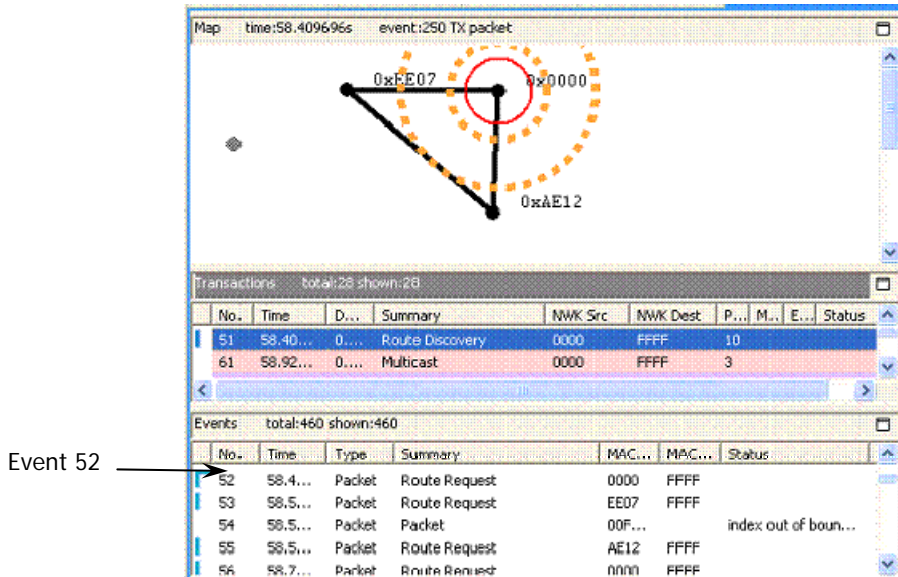 Map time:58.409696s event:250 TX packet
0xEE07 0x0000
0xAE12
Transactions total:28 shown:28
No. Time D... Summary NWK Src NWK Dest P... M... E... Status
51 58.40... 0.... Route Discovery 0000 FFFF 10
61 58.92... 0.... Multicast 0000 FFFF 3
Events total:460 shown:460
No. Time Type Summary MAC... MAC... Status
Event 52
52 58.4... Packet Route Request 0000 FFFF
53 58.5... Packet Route Request EE07 FFFF
54 58.5... Packet Packet 00F... index out of boun...
55 58.5... Packet Route Request AE12 FFFF
56 58.7... Packet Route Request 0000 FFFF